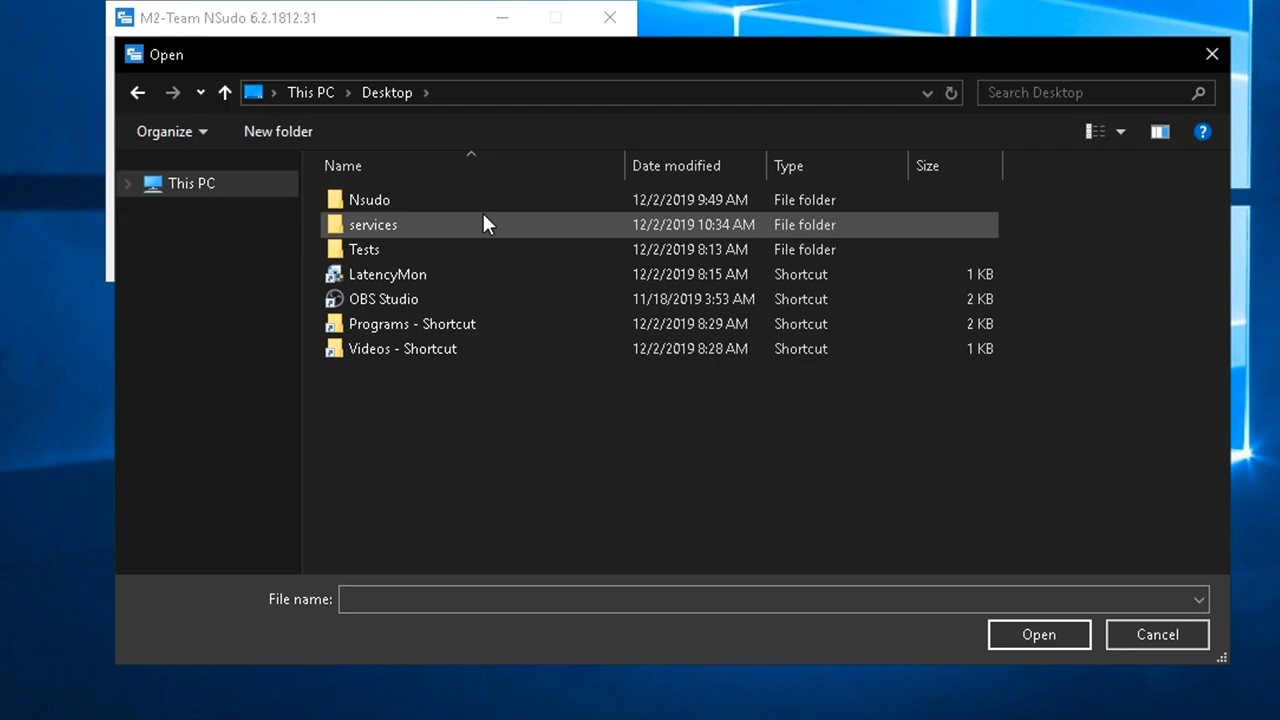 M2-Team NSudo 6.2.1812.31
Open
This PC Desktop
Search Desktop
Organize New folder
This PC
Name Date modified Type Size
Nsudo 12/2/2019 9:49 AM File folder
services 12/2/2019 10:34 AM File folder
Tests 12/2/2019 8:13 AM File folder
LatencyMon 12/2/2019 8:15 AM Shortcut 1 KB
OBS Studio 11/18/2019 3:53 AM Shortcut 2 KB
Programs - Shortcut 12/2/2019 8:29 AM Shortcut 2 KB
Videos - Shortcut 12/2/2019 8:28 AM Shortcut 1 KB
File name:
Open Cancel